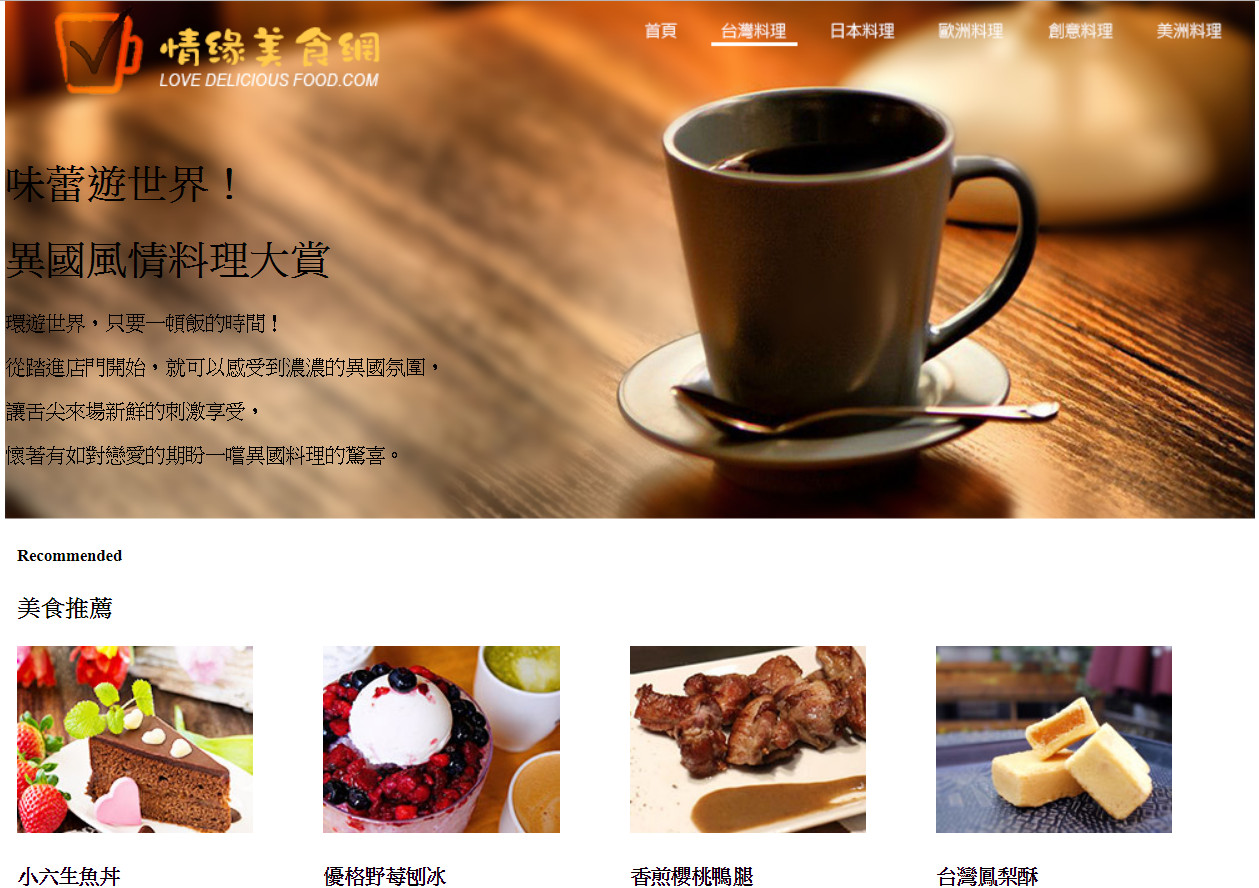 情緣美食網
LOVE DELICIOUS FOOD.COM
首頁 台灣料理 日本料理 歐洲料理 創意料理 美洲料理
味蕾遊世界！
異國風情料理大賞
環遊世界，只要一頓飯的時間！
從踏進店門開始，就可以感受到濃濃的異國氛圍，
讓舌尖來場新鮮的刺激享受，
懷著有如對戀愛的期盼一嚐異國料理的驚喜。
Recommended
美食推薦
小六生魚丼 優格野莓刨冰 香煎櫻桃鴨腿 台灣鳳梨酥